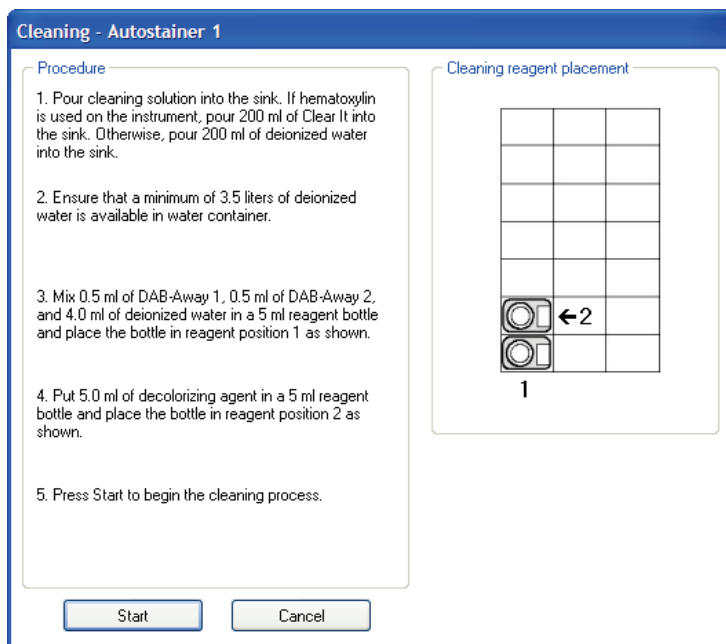 Cleaning - Autostainer 1
Procedure
1. Pour cleaning solution into the sink. If hematoxylin
is used on the instrument, pour 200 ml of Clear It into
the sink. Otherwise, pour 200 ml of deionized water
into the sink.
2. Ensure that a minimum of 3.5 liters of deionized
water is available in water container.
3. Mix 0.5 ml of DAB-Away 1, 0.5 ml of DAB-Away 2,
and 4.0 ml of deionized water in a 5 ml reagent bottle
and place the bottle in reagent position 1 as shown.
4. Put 5.0 ml of decolorizing agent in a 5 ml reagent
bottle and place the bottle in reagent position 2 as
shown.
5. Press Start to begin the cleaning process.
Start
Cancel
Cleaning reagent placement
←2
1